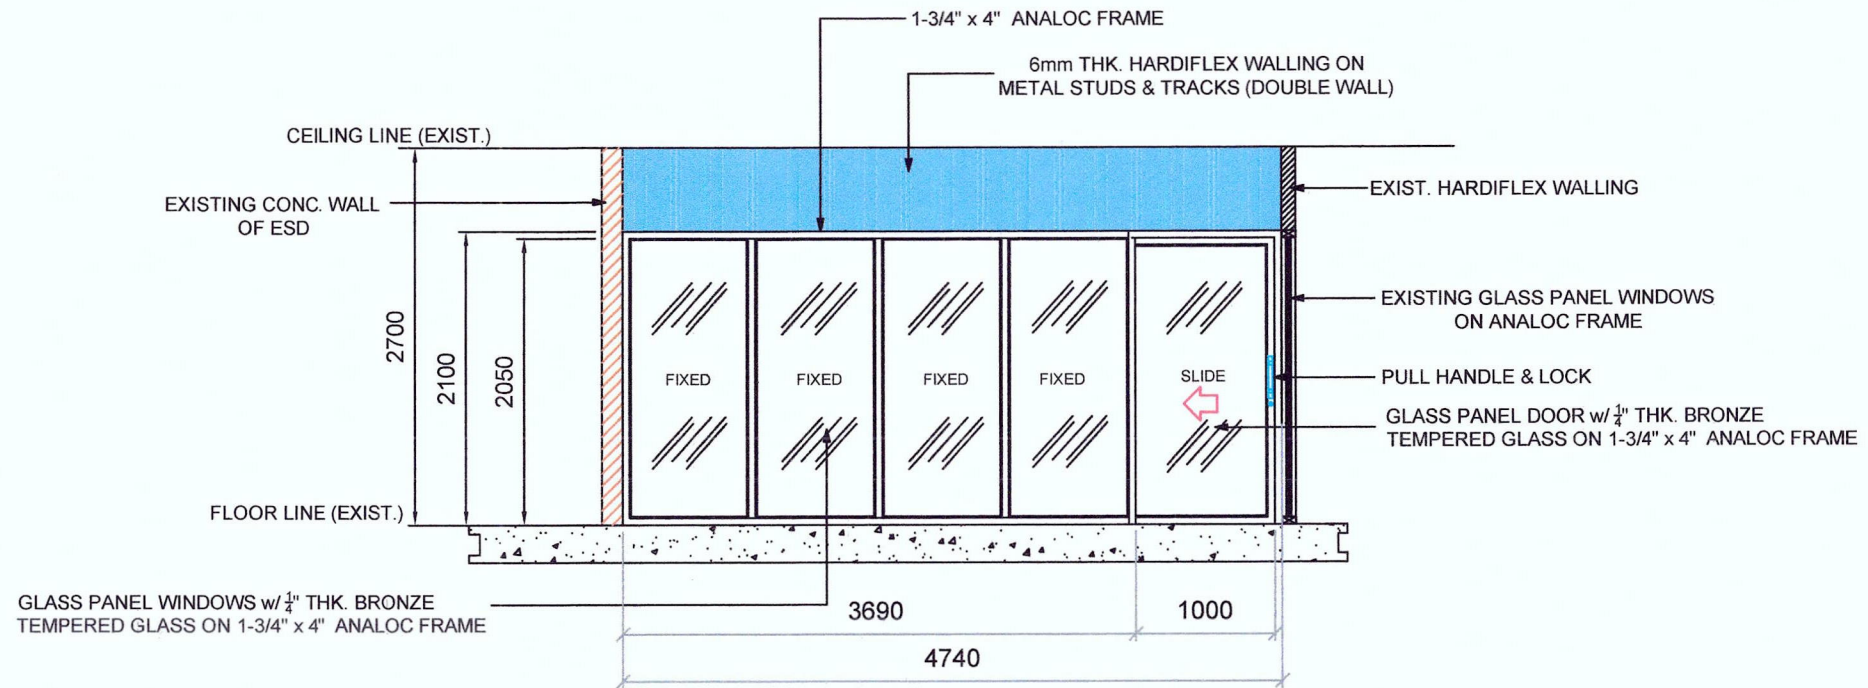 1-3/4" x 4" ANALOC FRAME
6mm THK. HARDIFLEX WALLING ON
METAL STUDS & TRACKS (DOUBLE WALL)
CEILING LINE (EXIST.)
EXISTING CONC. WALL
OF ESD
EXIST. HARDIFLEX WALLING
2700
2100
2050
EXISTING GLASS PANEL WINDOWS
ON ANALOC FRAME
FIXED
FIXED
FIXED
FIXED
SLIDE
PULL HANDLE & LOCK
GLASS PANEL DOOR w/ 1/4" THK. BRONZE
TEMPERED GLASS ON 1-3/4" x 4" ANALOC FRAME
FLOOR LINE (EXIST.)
GLASS PANEL WINDOWS w/ 1/4" THK. BRONZE
TEMPERED GLASS ON 1-3/4" x 4" ANALOC FRAME
3690
1000
4740